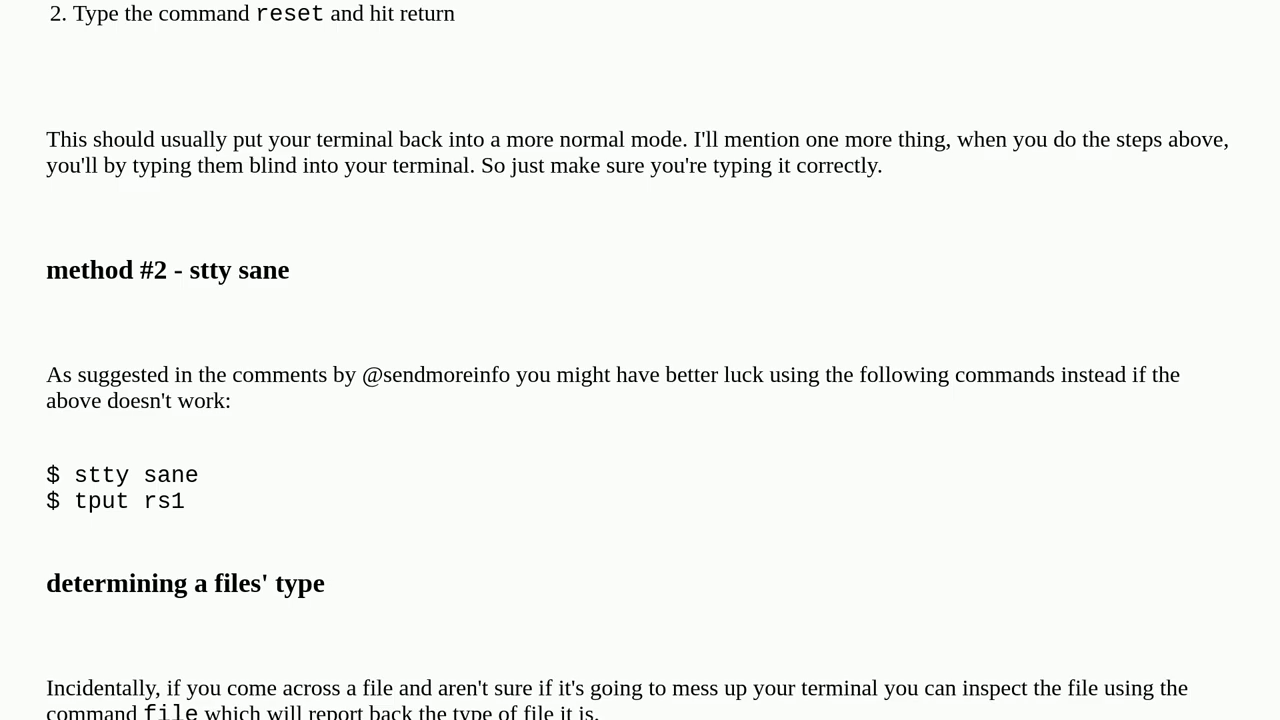 2. Type the command reset and hit return
This should usually put your terminal back into a more normal mode. I'll mention one more thing, when you do the steps above,
you'll by typing them blind into your terminal. So just make sure you're typing it correctly.
method #2 - stty sane
As suggested in the comments by @sendmoreinfo you might have better luck using the following commands instead if the
above doesn't work:
$ stty sane
$ tput rs1
determining a files' type
Incidentally, if you come across a file and aren't sure if it's going to mess up your terminal you can inspect the file using the
command file which will report back the type of file it is.